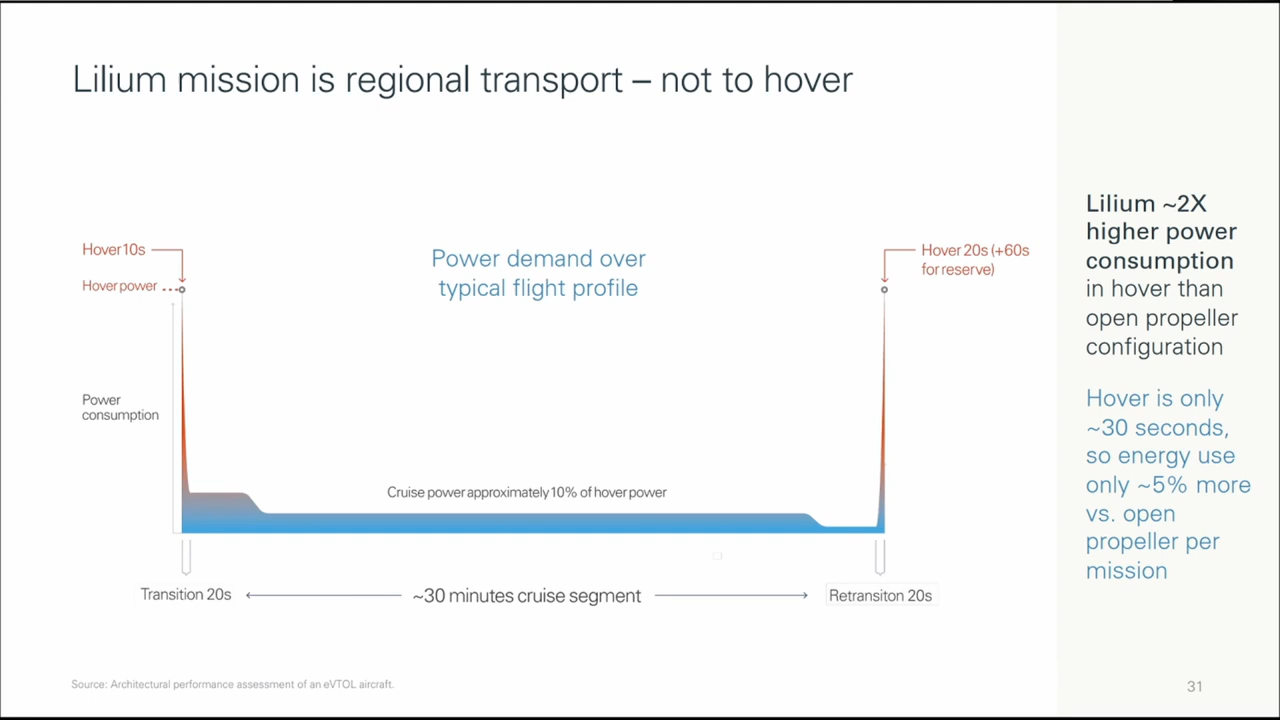 Lilium mission is regional transport – not to hover
Hover 10s
Hover power
Power demand over
typical flight profile
Hover 20s (+60s
for reserve)
Power
consumption
Cruise power approximately 10% of hover power
Transition 20s
~30 minutes cruise segment
Retransiton 20s
Lilium ~2X
higher power
consumption
in hover than
open propeller
configuration
Hover is only
~30 seconds,
so energy use
only ~5% more
vs. open
propeller per
mission
Source: Architectural performance assessment of an eVTOL aircraft.
31